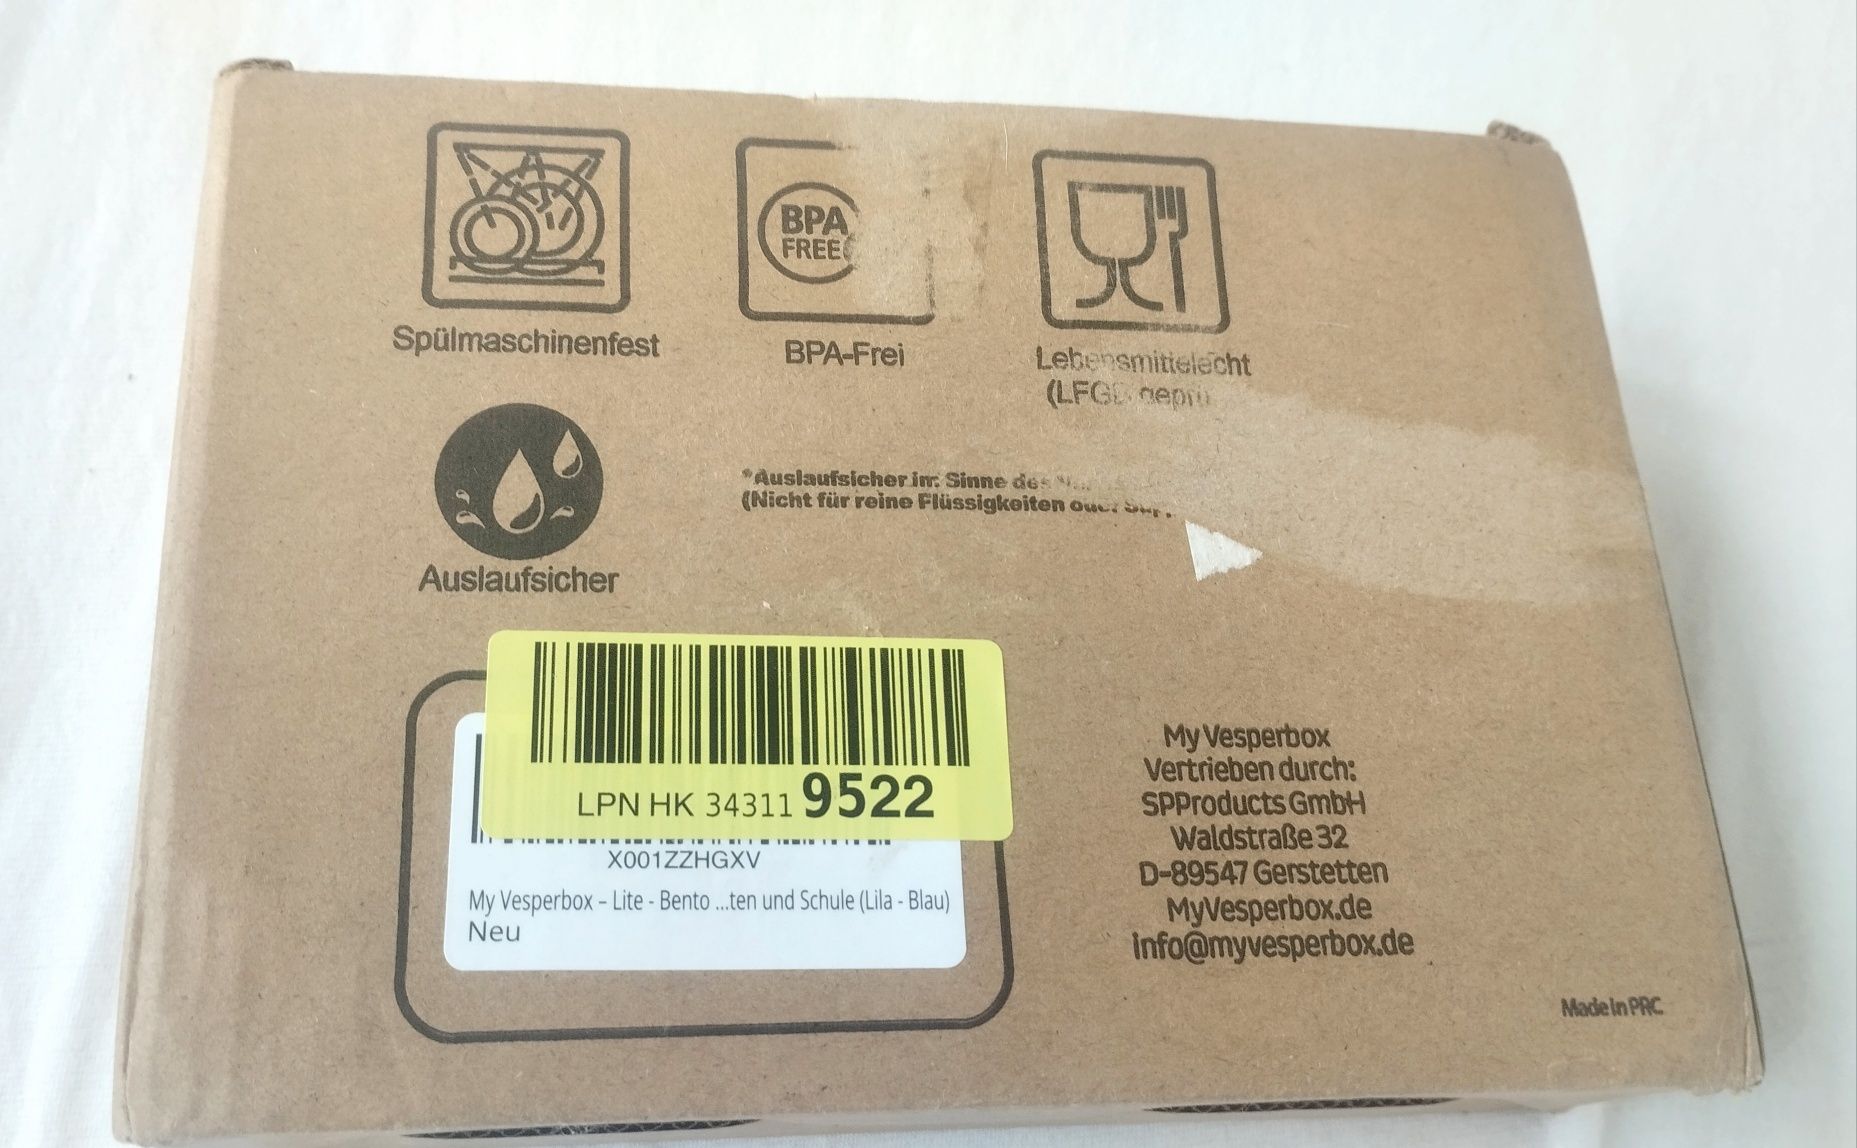 BPA
FREE
Spülmaschinenfest
BPA-Frei
Lebensmittelecht
(LFGB
Auslaufsicher
*Auslaufsicher im Sinne des
(Nicht für reine Flüssigkeiten oder
LPN HK 343119522
X001ZZHGXV
My Vesperbox – Lite - Bento ...ten und Schule (Lila - Blau)
Neu
My Vesperbox
Vertrieben durch:
SPProducts GmbH
Waldstraße 32
D-89547 Gerstetten
MyVesperbox.de
info@myvesperbox.de
Made in PRC